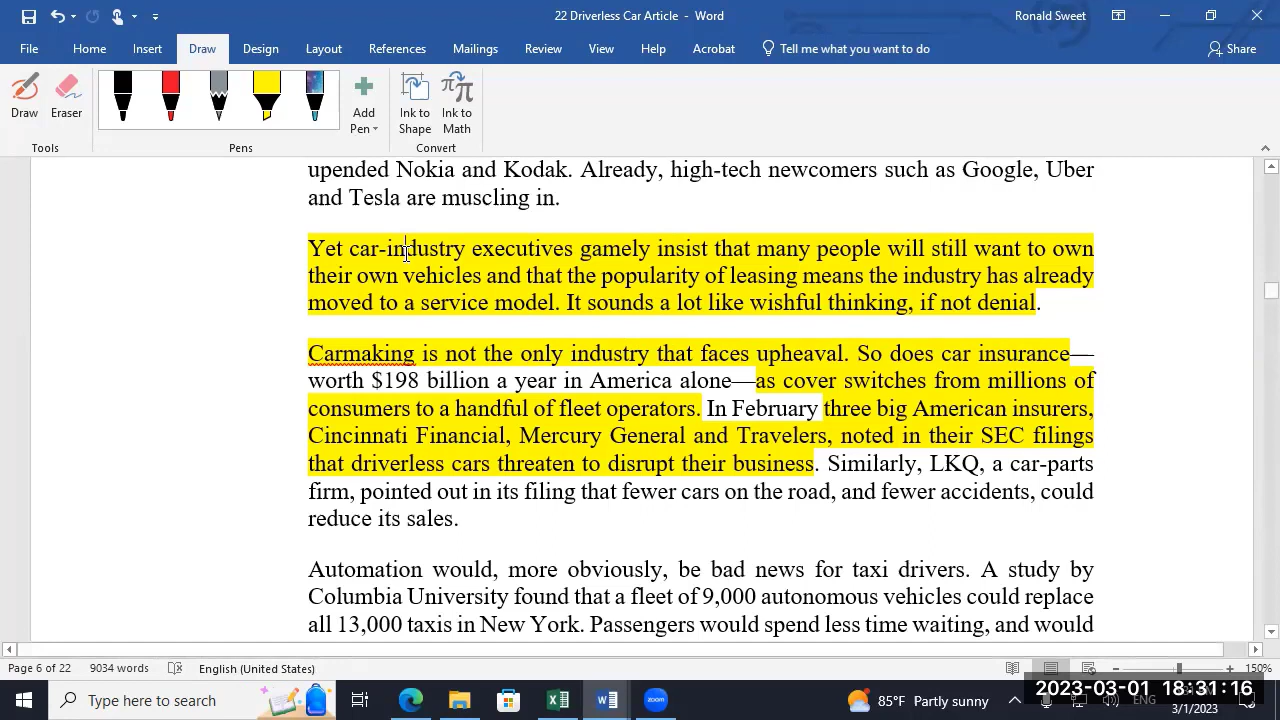 22 Driverless Car Article - Word
Ronald Sweet
File Home Insert Draw Design Layout References Mailings Review View Help Acrobat Tell me what you want to do Share
Draw Eraser Add Pen Ink to Shape Ink to Math
Tools Pens Convert
upended Nokia and Kodak. Already, high-tech newcomers such as Google, Uber
and Tesla are muscling in.
Yet car-industry executives gamely insist that many people will still want to own
their own vehicles and that the popularity of leasing means the industry has already
moved to a service model. It sounds a lot like wishful thinking, if not denial.
Carmaking is not the only industry that faces upheaval. So does car insurance—
worth $198 billion a year in America alone—as cover switches from millions of
consumers to a handful of fleet operators. In February three big American insurers,
Cincinnati Financial, Mercury General and Travelers, noted in their SEC filings
that driverless cars threaten to disrupt their business. Similarly, LKQ, a car-parts
firm, pointed out in its filing that fewer cars on the road, and fewer accidents, could
reduce its sales.
Automation would, more obviously, be bad news for taxi drivers. A study by
Columbia University found that a fleet of 9,000 autonomous vehicles could replace
all 13,000 taxis in New York. Passengers would spend less time waiting, and would
Page 6 of 22 9034 words English (United States) 150%
Type here to search zoom 85°F Partly sunny ENG
2023-03-01 18:31:16
3/1/2023